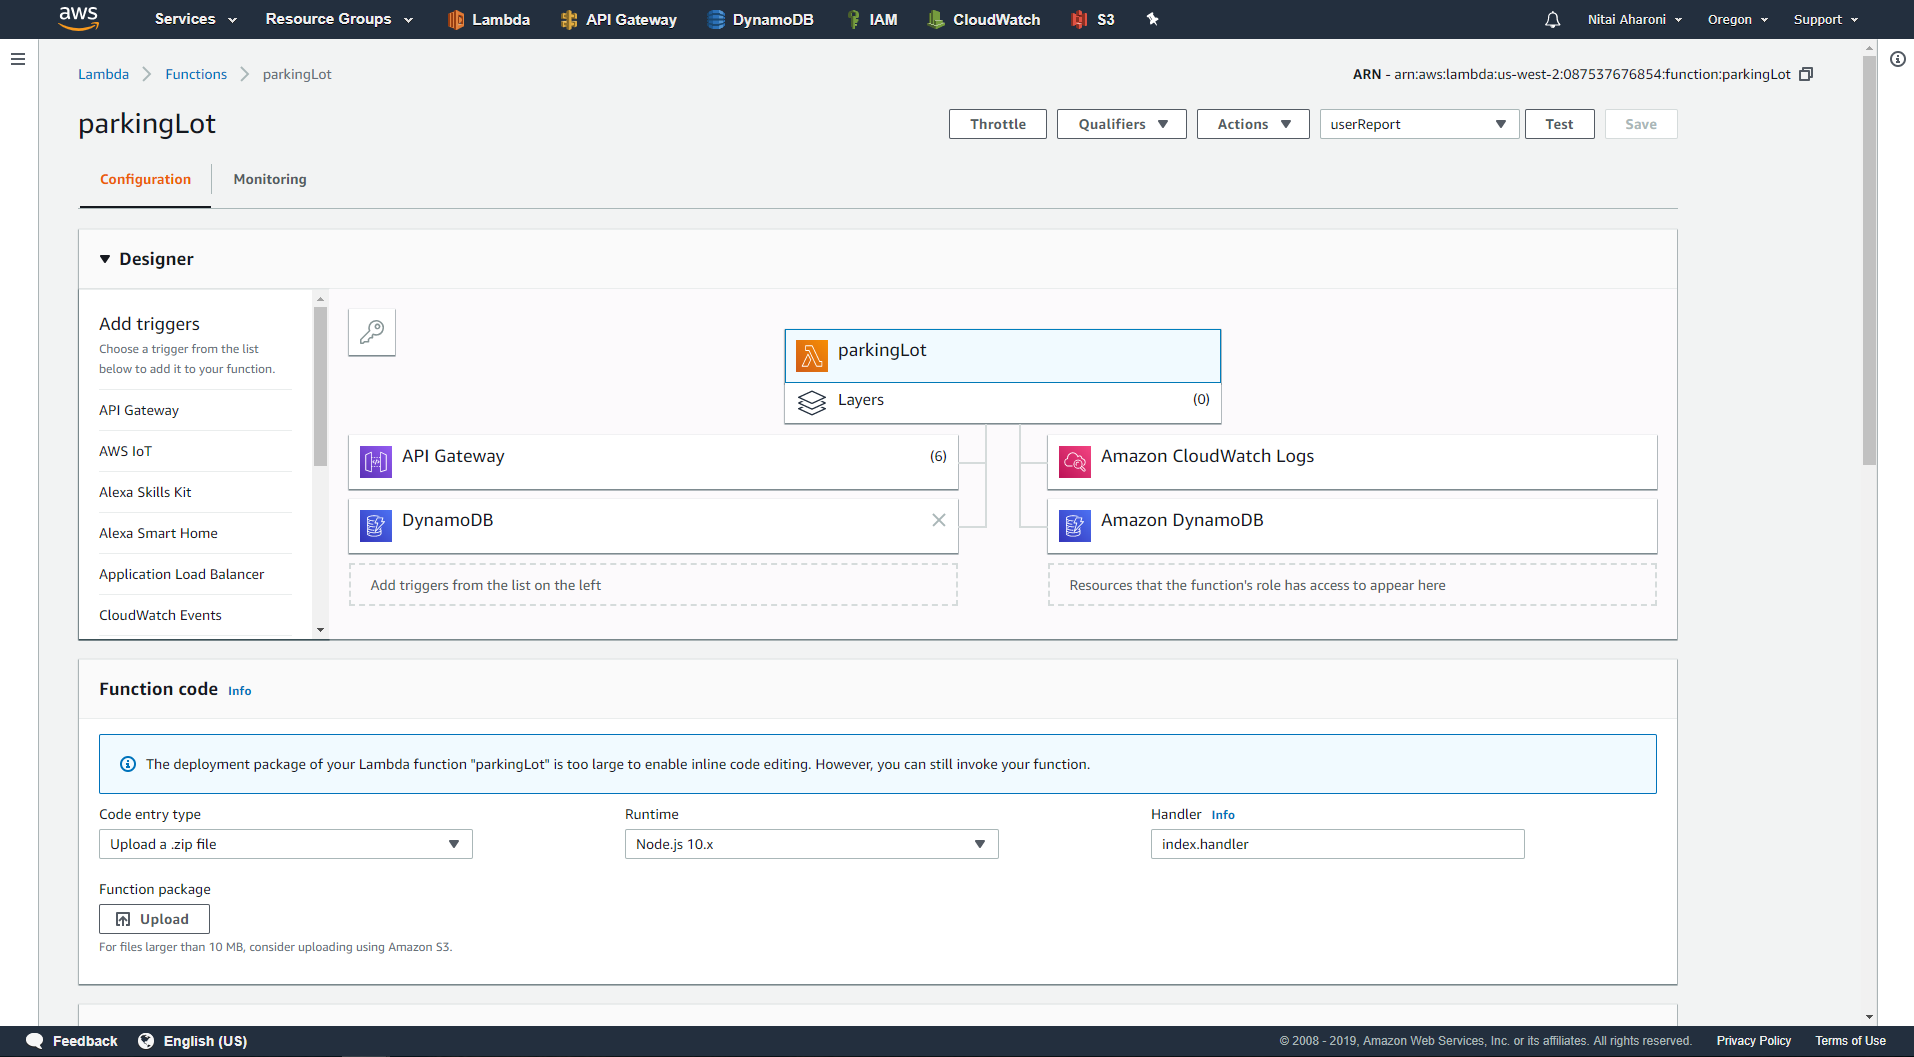 aws Services Resource Groups Lambda API Gateway DynamoDB IAM CloudWatch S3 Nitai Aharoni Oregon Support
Lambda Functions parkingLot ARN - arn:aws:lambda:us-west-2:087537676854:function:parkingLot
parkingLot Throttle Qualifiers Actions userReport Test Save
Configuration Monitoring
Designer
Add triggers
Choose a trigger from the list
below to add it to your function.
API Gateway
AWS IoT
Alexa Skills Kit
Alexa Smart Home
Application Load Balancer
CloudWatch Events
parkingLot
Layers (0)
API Gateway (6)
DynamoDB
Add triggers from the list on the left
Amazon CloudWatch Logs
Amazon DynamoDB
Resources that the function's role has access to appear here
Function code Info
The deployment package of your Lambda function "parkingLot" is too large to enable inline code editing. However, you can still invoke your function.
Code entry type Runtime Handler Info
Upload a .zip file Node.js 10.x index.handler
Function package
Upload
For files larger than 10 MB, consider uploading using Amazon S3.
Feedback English (US) © 2008 - 2019, Amazon Web Services, Inc. or its affiliates. All rights reserved. Privacy Policy Terms of Use